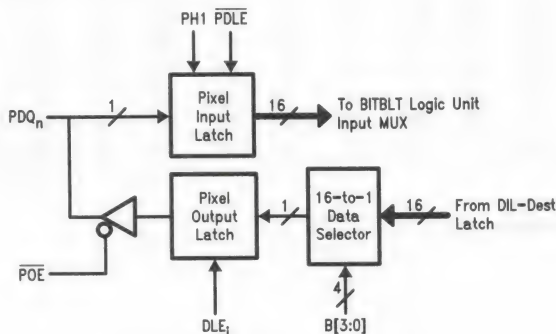 PH1 PDLE
Pixel
Input
Latch
PDQn
1
16
To BITBLT Logic Unit
Input MUX
Pixel
Output
Latch
1
16-to-1
Data
Selector
16
From DIL-Dest
Latch
POE
4
DLEi
B[3:0]